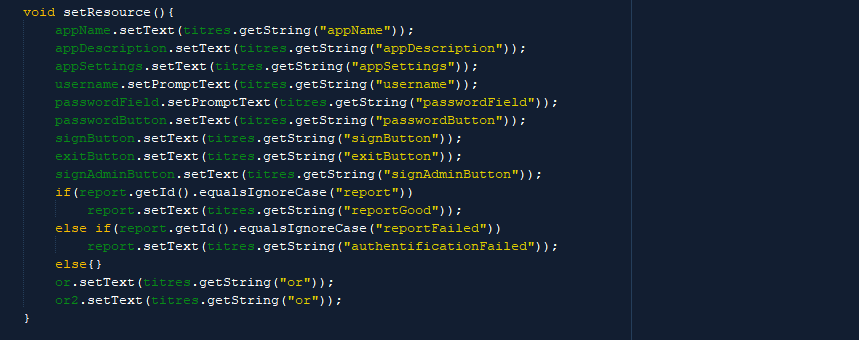 void setResource(){
appName.setText(titres.getString("appName"));
appDescription.setText(titres.getString("appDescription"));
appSettings.setText(titres.getString("appSettings"));
username.setPromptText(titres.getString("username"));
passwordField.setPromptText(titres.getString("passwordField"));
passwordButton.setText(titres.getString("passwordButton"));
signButton.setText(titres.getString("signButton"));
exitButton.setText(titres.getString("exitButton"));
signAdminButton.setText(titres.getString("signAdminButton"));
if(report.getId().equalsIgnoreCase("report"))
report.setText(titres.getString("reportGood"));
else if(report.getId().equalsIgnoreCase("reportFailed"))
report.setText(titres.getString("authentificationFailed"));
else{}
or.setText(titres.getString("or"));
or2.setText(titres.getString("or"));
}